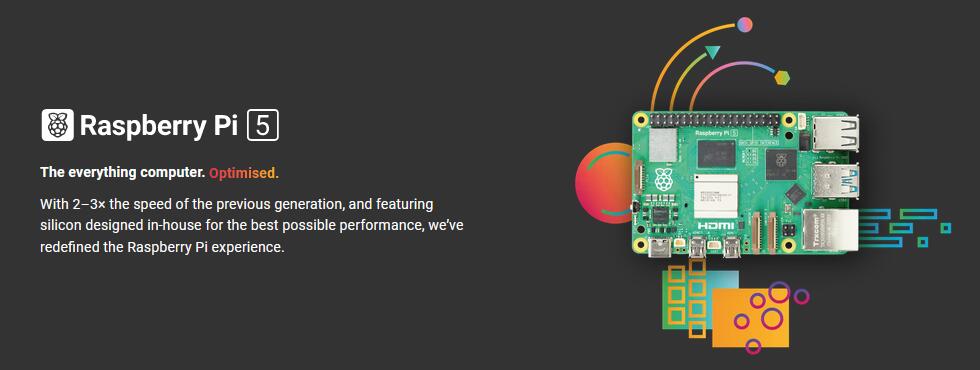 Raspberry Pi 5
The everything computer. Optimised.
With 2–3× the speed of the previous generation, and featuring
silicon designed in-house for the best possible performance, we’ve
redefined the Raspberry Pi experience.
Raspberry Pi 5
HDMI
Trxcom